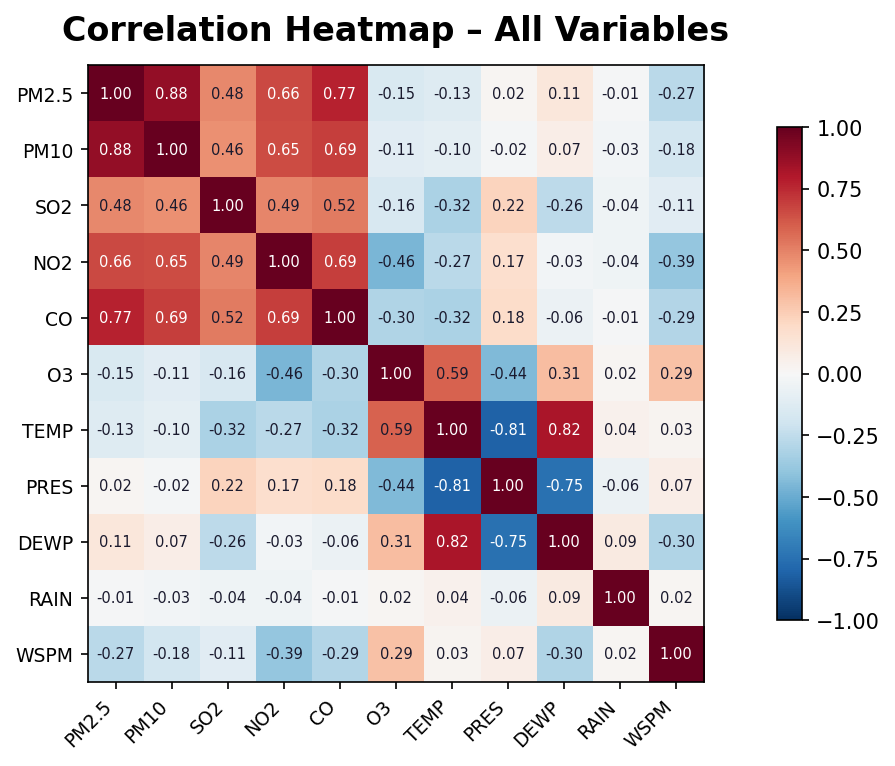 Correlation Heatmap – All Variables
PM2.5 1.00 0.88 0.48 0.66 0.77 -0.15 -0.13 0.02 0.11 -0.01 -0.27
PM10 0.88 1.00 0.46 0.65 0.69 -0.11 -0.10 -0.02 0.07 -0.03 -0.18
SO2 0.48 0.46 1.00 0.49 0.52 -0.16 -0.32 0.22 -0.26 -0.04 -0.11
NO2 0.66 0.65 0.49 1.00 0.69 -0.46 -0.27 0.17 -0.03 -0.04 -0.39
CO 0.77 0.69 0.52 0.69 1.00 -0.30 -0.32 0.18 -0.06 -0.01 -0.29
O3 -0.15 -0.11 -0.16 -0.46 -0.30 1.00 0.59 -0.44 0.31 0.02 0.29
TEMP -0.13 -0.10 -0.32 -0.27 -0.32 0.59 1.00 -0.81 0.82 0.04 0.03
PRES 0.02 -0.02 0.22 0.17 0.18 -0.44 -0.81 1.00 -0.75 -0.06 0.07
DEWP 0.11 0.07 -0.26 -0.03 -0.06 0.31 0.82 -0.75 1.00 0.09 -0.30
RAIN -0.01 -0.03 -0.04 -0.04 -0.01 0.02 0.04 -0.06 0.09 1.00 0.02
WSPM -0.27 -0.18 -0.11 -0.39 -0.29 0.29 0.03 0.07 -0.30 0.02 1.00
PM2.5 PM10 SO2 NO2 CO O3 TEMP PRES DEWP RAIN WSPM
1.00
0.75
0.50
0.25
0.00
−0.25
−0.50
−0.75
−1.00